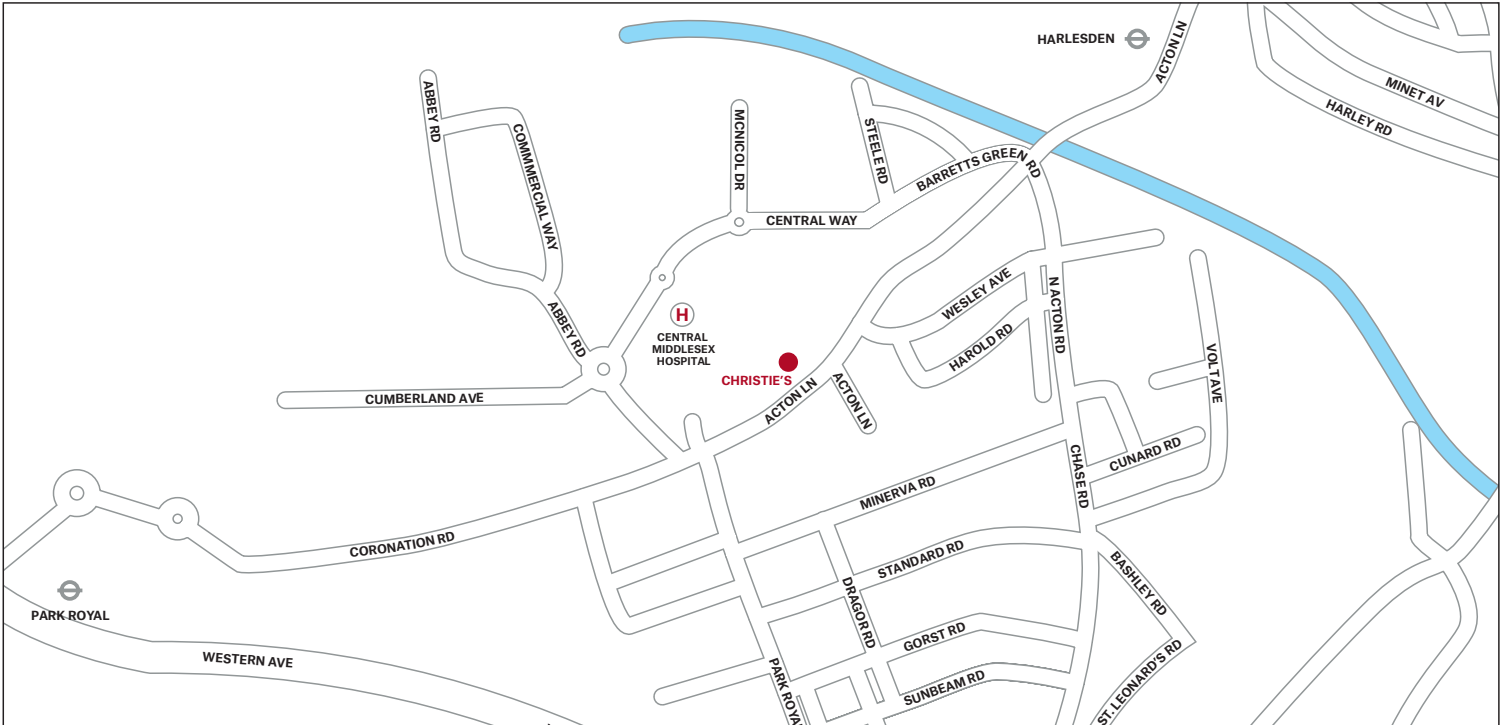 HARLESDEN
ACTON LN
MINET AV
HARLEY RD
ABBEY RD
COMMMERCIAL WAY
MCNICOL DR
STEELE RD
BARRETTS GREEN RD
CENTRAL WAY
ABBEY RD
H
CENTRAL
MIDDLESEX
HOSPITAL
CHRISTIE'S
ACTON LN
ACTON LN
WESLEY AVE
HAROLD RD
N ACTON RD
VOLT AVE
CUMBERLAND AVE
CUNARD RD
CHASE RD
MINERVA RD
CORONATION RD
STANDARD RD
BASHLEY RD
DRAGOR RD
PARK ROYAL
GORST RD
ST. LEONARD'S RD
WESTERN AVE
SUNBEAM RD
PARK ROYA